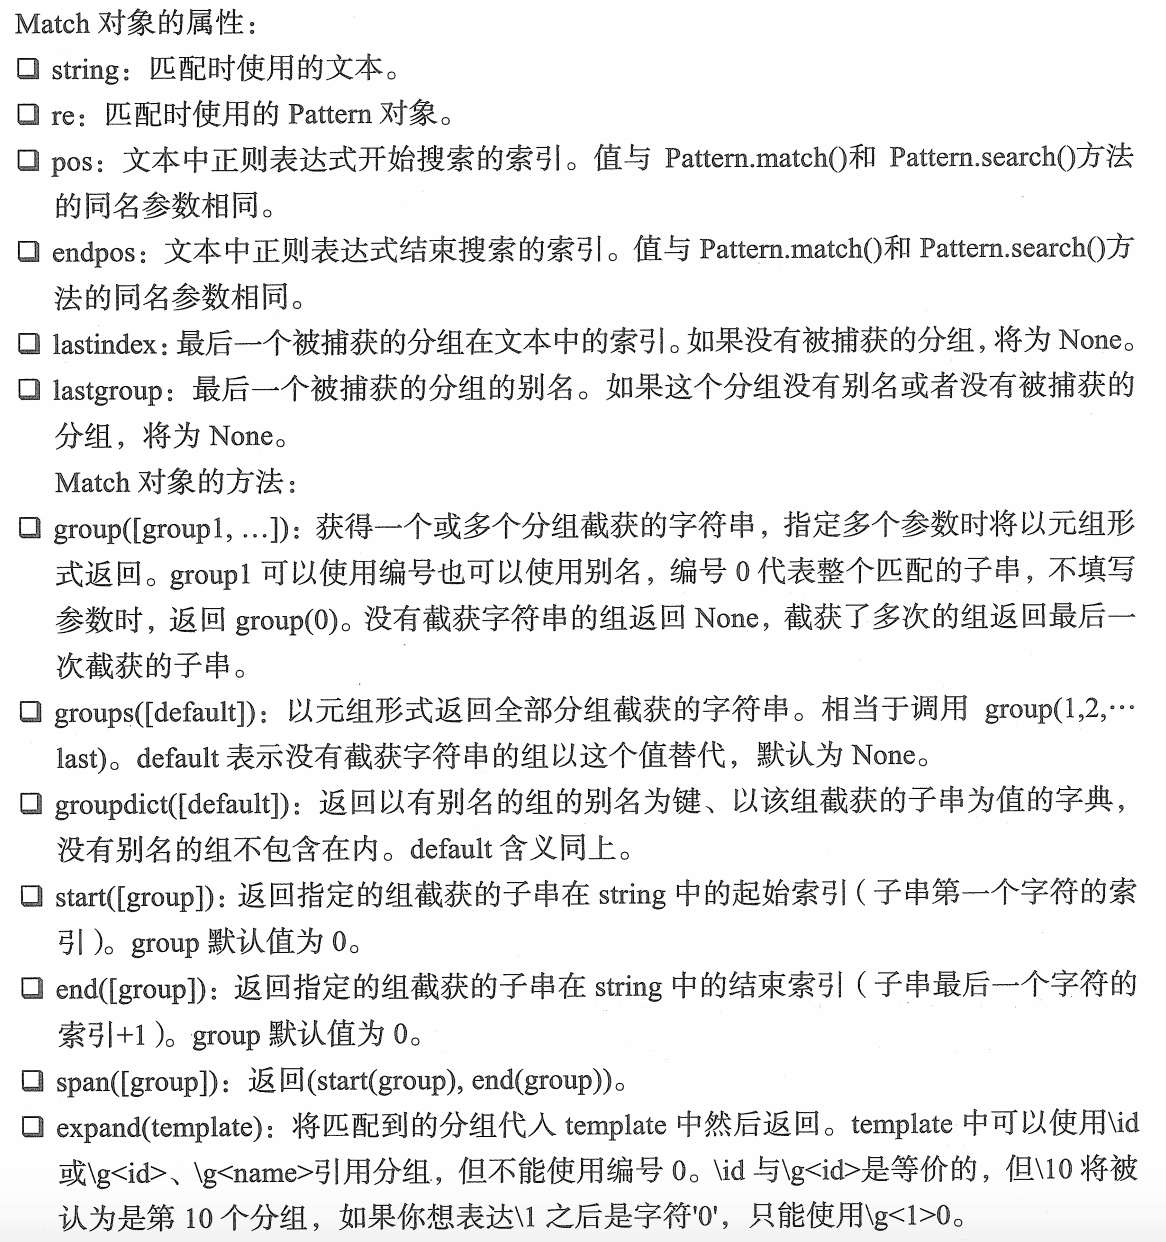 Match 对象的属性：
❏ string：匹配时使用的文本。
❏ re：匹配时使用的 Pattern 对象。
❏ pos：文本中正则表达式开始搜索的索引。值与 Pattern.match()和 Pattern.search()方法
的同名参数相同。
❏ endpos：文本中正则表达式结束搜索的索引。值与 Pattern.match()和 Pattern.search()方
法的同名参数相同。
❏ lastindex：最后一个被捕获的分组在文本中的索引。如果没有被捕获的分组，将为 None。
❏ lastgroup：最后一个被捕获的分组的别名。如果这个分组没有别名或者没有被捕获的
分组，将为 None。
Match 对象的方法：
❏ group([group1, …])：获得一个或多个分组截获的字符串，指定多个参数时将以元组形
式返回。group1 可以使用编号也可以使用别名，编号 0 代表整个匹配的子串，不填写
参数时，返回 group(0)。没有截获字符串的组返回 None，截获了多次的组返回最后一
次截获的子串。
❏ groups([default])：以元组形式返回全部分组截获的字符串。相当于调用 group(1,2,…
last)。default 表示没有截获字符串的组以这个值替代，默认为 None。
❏ groupdict([default])：返回以有别名的组的别名为键、以该组截获的子串为值的字典，
没有别名的组不包含在内。default 含义同上。
❏ start([group])：返回指定的组截获的子串在 string 中的起始索引（子串第一个字符的索
引）。group 默认值为 0。
❏ end([group])：返回指定的组截获的子串在 string 中的结束索引（子串最后一个字符的
索引+1）。group 默认值为 0。
❏ span([group])：返回(start(group), end(group))。
❏ expand(template)：将匹配到的分组代入 template 中然后返回。template 中可以使用\id
或\g<id>、\g<name>引用分组，但不能使用编号 0。\id 与\g<id>是等价的，但\10 将被
认为是第 10 个分组，如果你想表达\1 之后是字符'0'，只能使用\g<1>0。